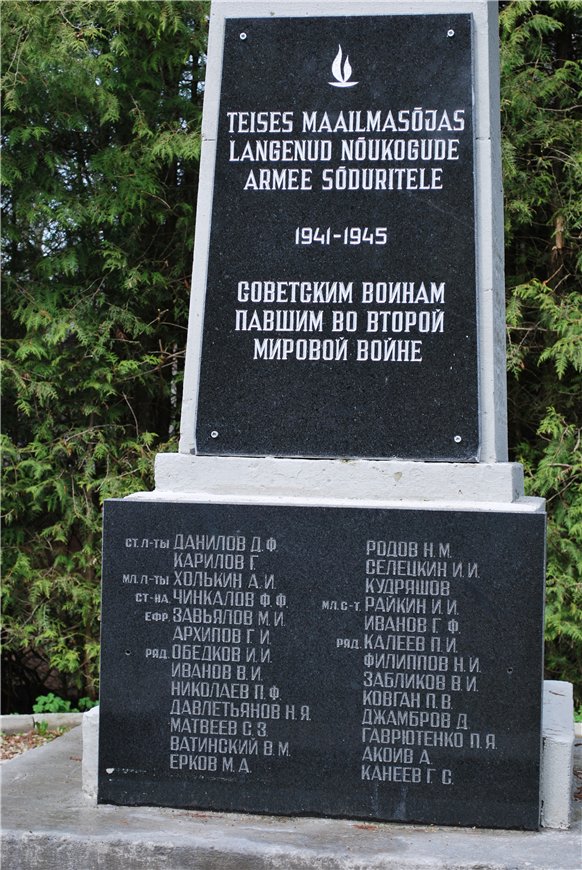 TEISES MAAILMASÕJAS
LANGENUD NÕUKOGUDE
ARMEE SÕDURITELE
1941-1945
СОВЕТСКИМ ВОИНАМ
ПАВШИМ ВО ВТОРОЙ
МИРОВОЙ ВОЙНЕ
СТ. Л-ТЫ ДАНИЛОВ Д. Ф.
КАРИЛОВ Г.
МЛ. Л-ТЫ ХОЛЬКИН А. И.
СТ-НА. ЧИНКАЛОВ Ф. Ф.
ЕФР. ЗАВЬЯЛОВ М. И.
АРХИПОВ Г. И.
РЯД. ОБЕДКОВ И. И.
ИВАНОВ В. И.
НИКОЛАЕВ П. Ф.
ДАВЛЕТЬЯНОВ Н. Я.
МАТВЕЕВ С. З.
ВАТИНСКИЙ В. М.
ЕРКОВ М. А.
РОДОВ Н. М.
СЕЛЕЦКИН И. И.
КУДРЯШОВ
МЛ. С-Т. РАЙКИН И. И.
ИВАНОВ Г. Ф.
РЯД. КАЛЕЕВ П. И.
ФИЛИППОВ Н. И.
ЗАБЛИКОВ В. И.
КОВГАН П. В.
ДЖАМБРОВ Д.
ГАВРЮТЕНКО П. Я.
АКОИВ А.
КАНЕЕВ Г. С.